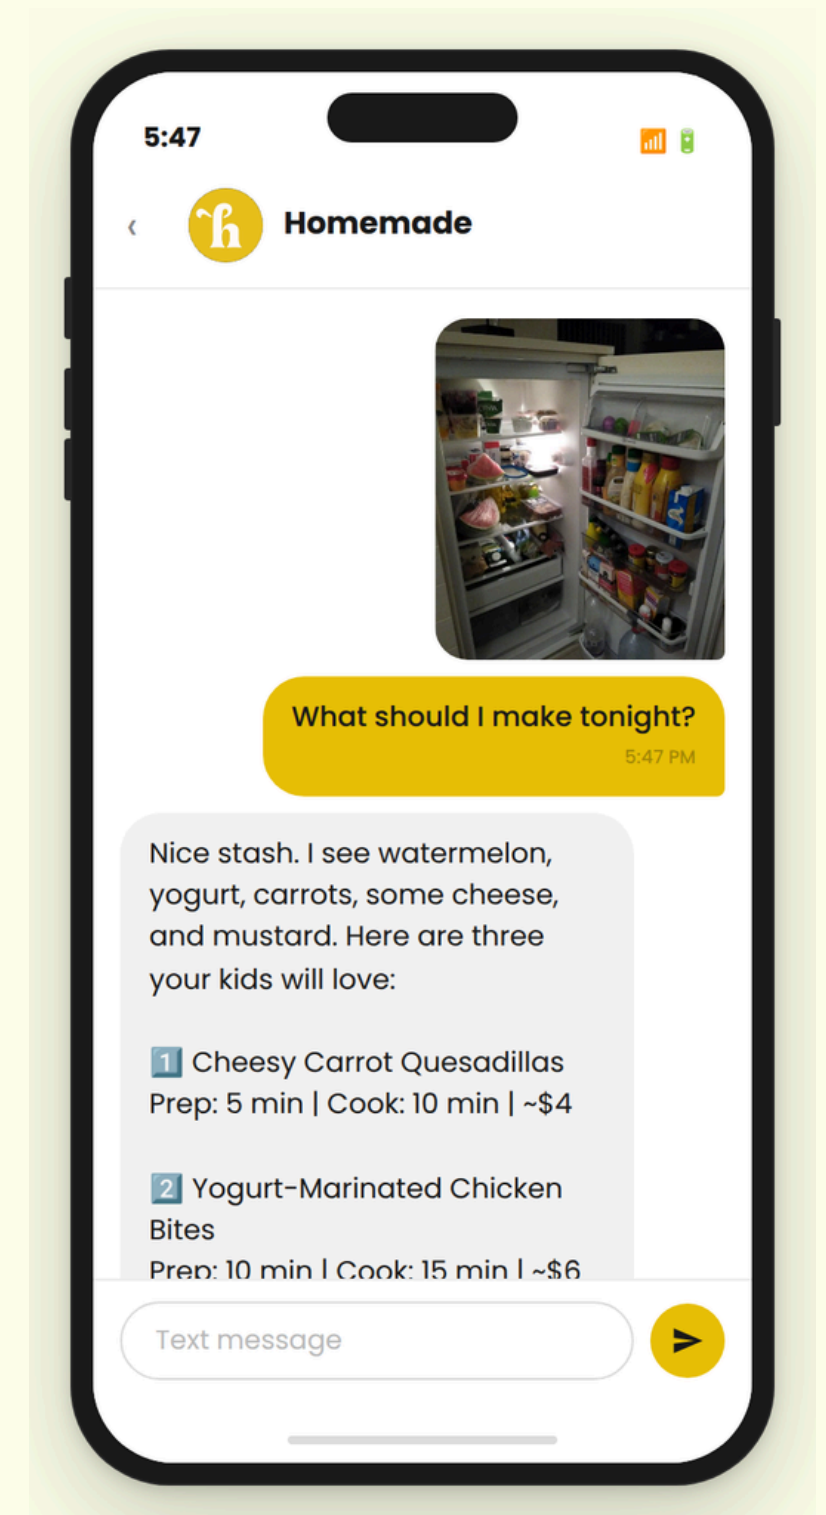 5:47
h
Homemade
What should I make tonight?
5:47 PM
Nice stash. I see watermelon,
yogurt, carrots, some cheese,
and mustard. Here are three
your kids will love:
1 Cheesy Carrot Quesadillas
Prep: 5 min | Cook: 10 min | ~$4
2 Yogurt-Marinated Chicken
Bites
Prep: 10 min | Cook: 15 min | ~$6
Text message